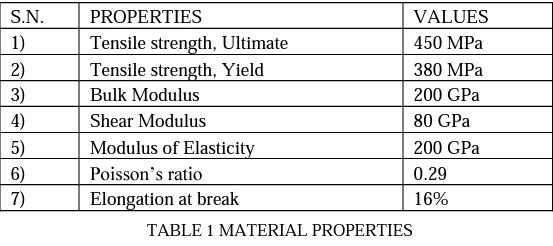 S.N. PROPERTIES VALUES
1) Tensile strength, Ultimate 450 MPa
2) Tensile strength, Yield 380 MPa
3) Bulk Modulus 200 GPa
4) Shear Modulus 80 GPa
5) Modulus of Elasticity 200 GPa
6) Poisson’s ratio 0.29
7) Elongation at break 16%
TABLE 1 MATERIAL PROPERTIES